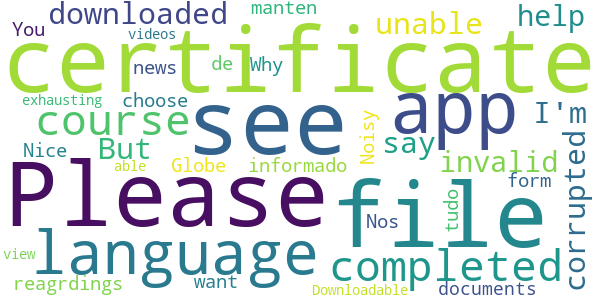 downloaded
manten
You
videos
unable
help
certificate
news
de
Why
exhausting
choose
course
see
app
I'm
But
say
Nice
able
Globe
informado
Noisy
invalid
corrupted
Please
file
form
Nos
tudo
language
completed
view
want
reagrdings
Downloadable
documents